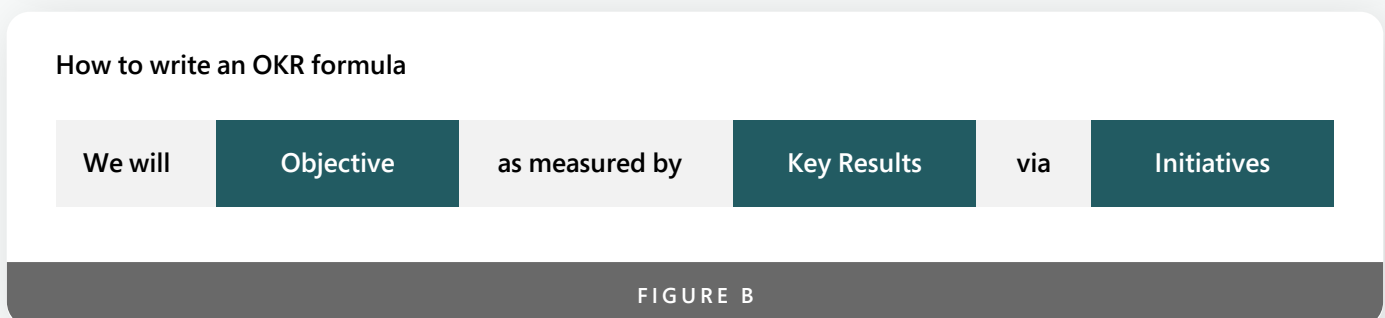 How to write an OKR formula
We will Objective as measured by Key Results via Initiatives
FIGURE B